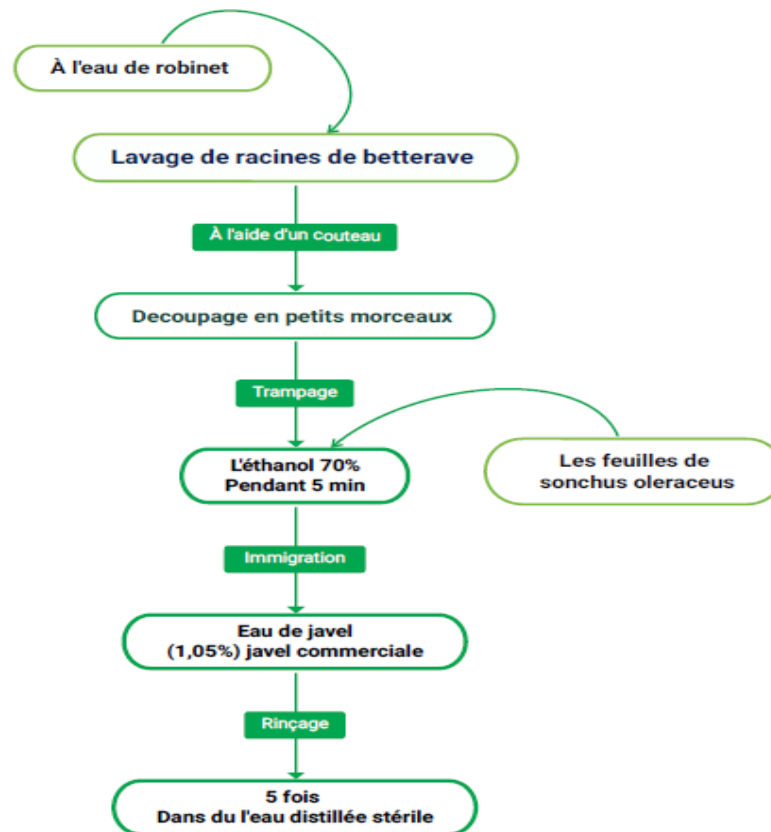 À l'eau de robinet
Lavage de racines de betterave
À l'aide d'un couteau
Decoupage en petits morceaux
Trampage
L'éthanol 70%
Pendant 5 min
Les feuilles de
sonchus oleraceus
Immigration
Eau de javel
(1,05%) javel commerciale
Rinçage
5 fois
Dans du l'eau distillée stérile